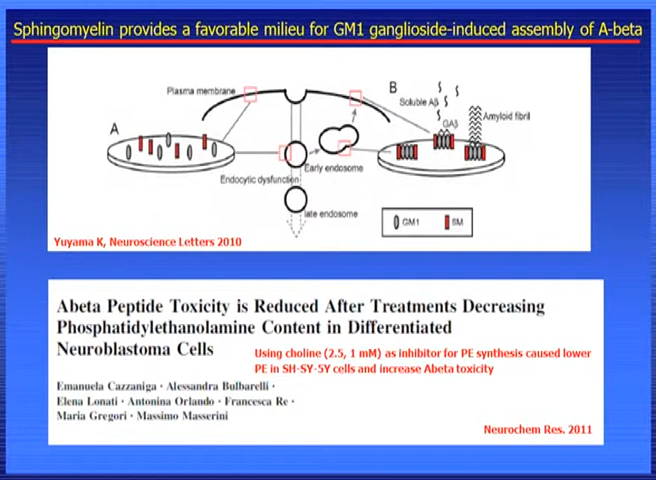 Sphingomyelin provides a favorable milieu for GM1 ganglioside-induced assembly of A-beta
Plasma membrane
A
B
Soluble Aβ
GAβ
Amyloid fibril
Endocytic dysfunction
Early endosome
late endosome
GM1
SM
Yuyama K, Neuroscience Letters 2010
Abeta Peptide Toxicity is Reduced After Treatments Decreasing
Phosphatidylethanolamine Content in Differentiated
Neuroblastoma Cells
Using choline (2.5, 1 mM) as inhibitor for PE synthesis caused lower
PE in SH-SY-5Y cells and increase Abeta toxicity
Emanuela Cazzaniga · Alessandra Bulbarelli ·
Elena Lonati · Antonina Orlando · Francesca Re ·
Maria Gregori · Massimo Masserini
Neurochem Res. 2011